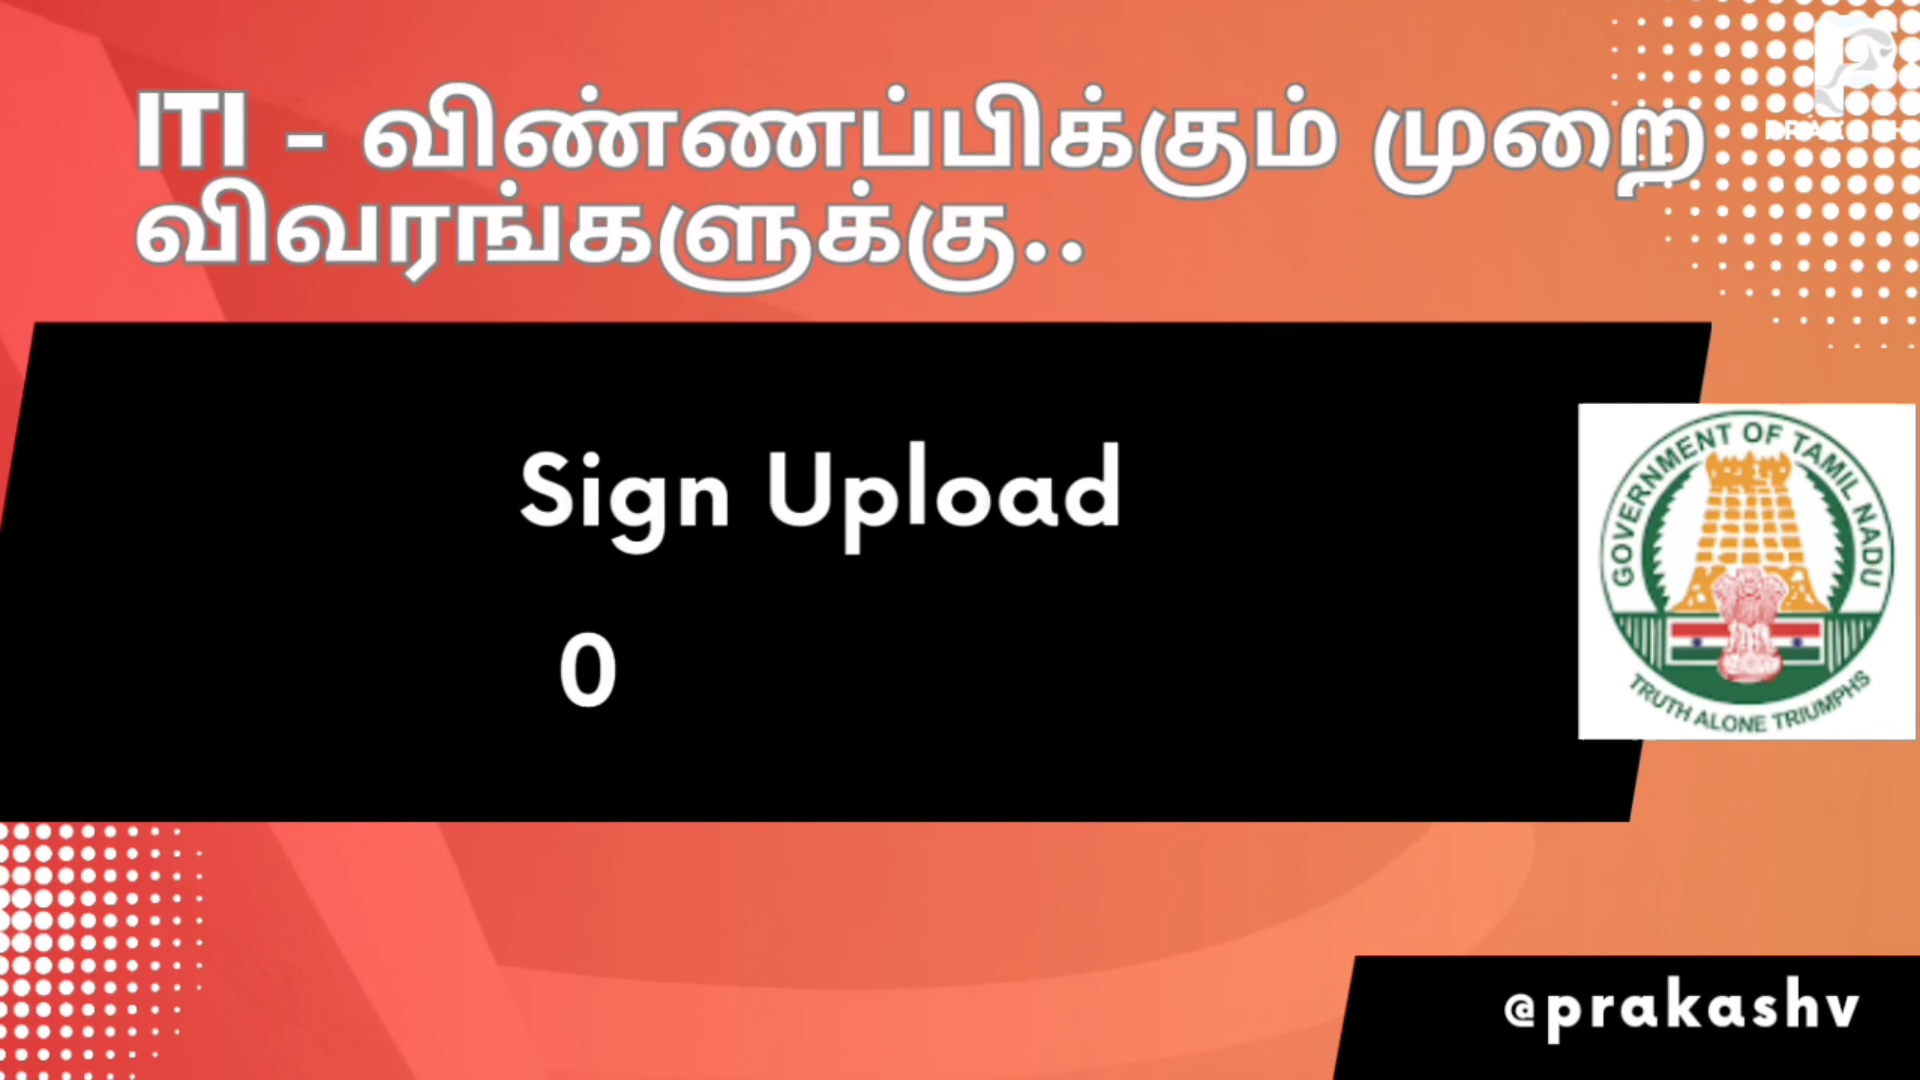 ITI - விண்ணப்பிக்கும் முறை
விவரங்களுக்கு..
Sign Upload
0
GOVERNMENT OF TAMIL NADU
TRUTH ALONE TRIUMPHS
@prakashv